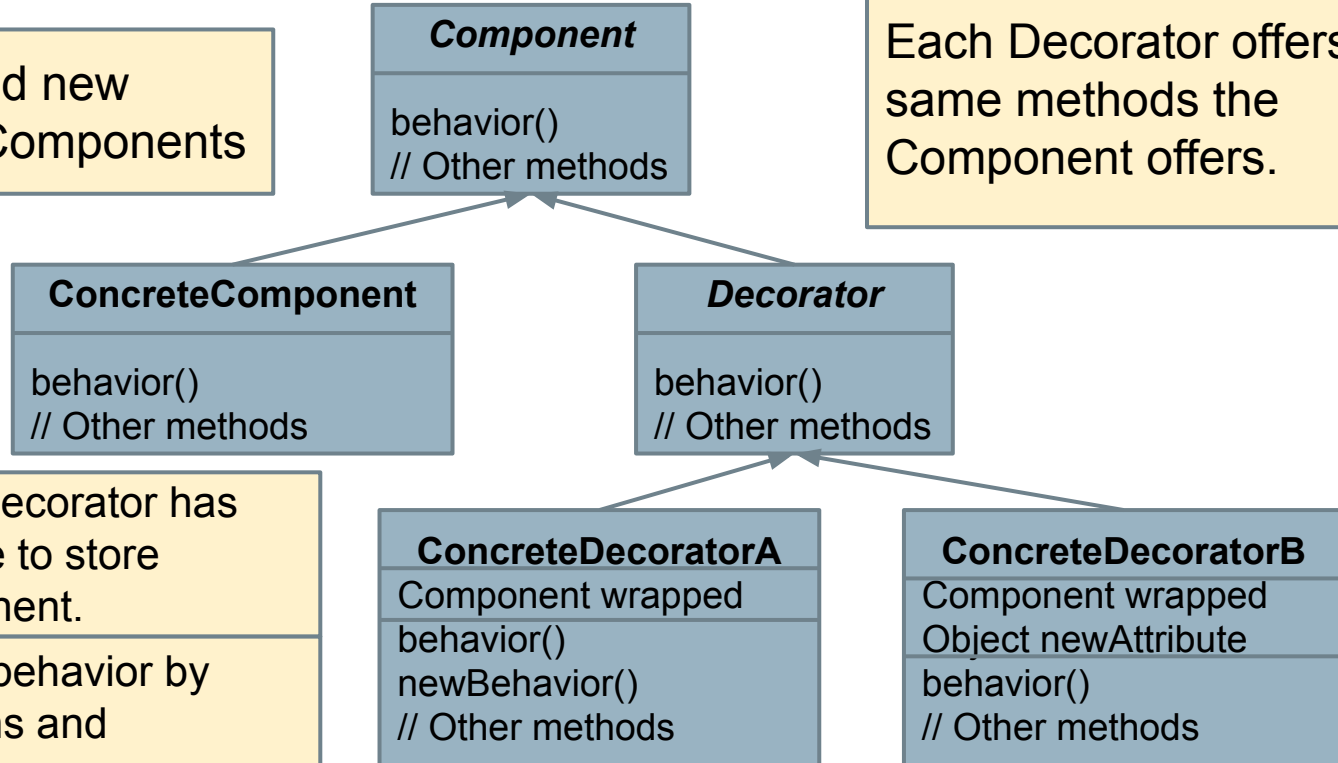 d new
Components
Component
behavior()
// Other methods
Each Decorator offers
same methods the
Component offers.
ConcreteComponent
behavior()
// Other methods
Decorator
behavior()
// Other methods
ecorator has
to store
nent.
behavior by
ns and
ConcreteDecoratorA
Component wrapped
behavior()
newBehavior()
// Other methods
ConcreteDecoratorB
Component wrapped
Object newAttribute
behavior()
// Other methods